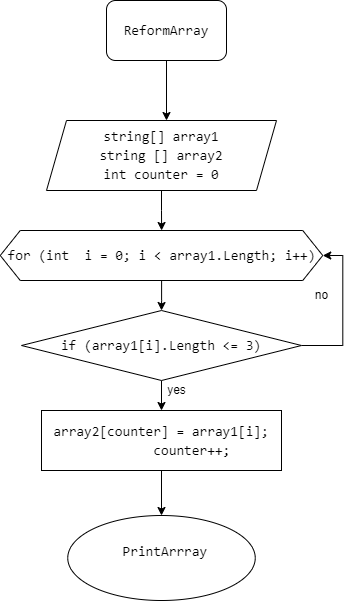 ReformArray
string[] array1
string [] array2
int counter = 0
for (int  i = 0; i < array1.Length; i++)
no
if (array1[i].Length <= 3)
yes
array2[counter] = array1[i];
counter++;
PrintArrray